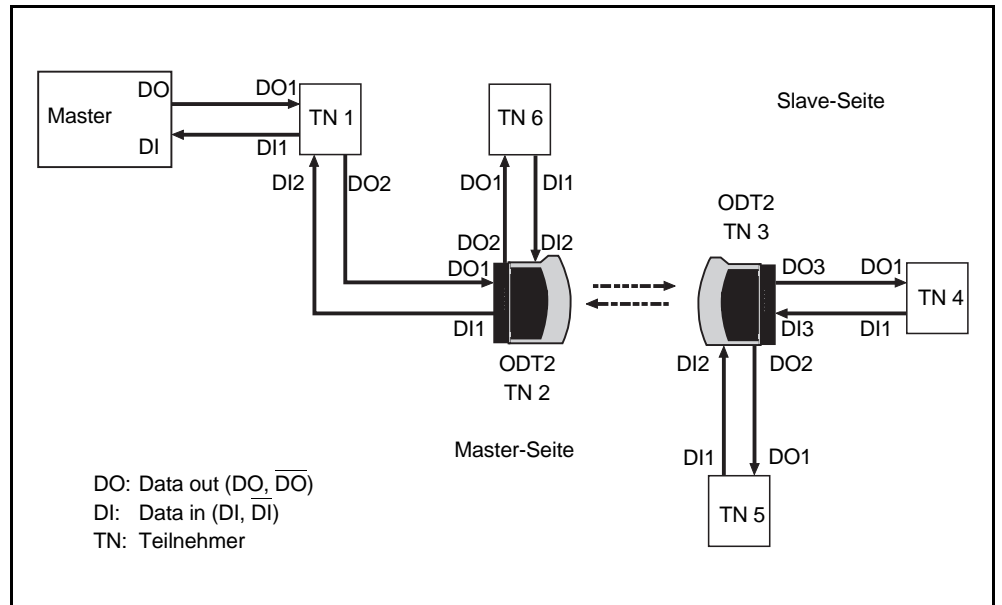 Master
DO
DI
DO1
DI1
TN 1
DI2
DO2
TN 6
DO1
DI1
DO2
DI2
DO1
DI1
ODT2
TN 2
Slave-Seite
ODT2
TN 3
DO3
DO1
TN 4
DI3
DI1
DI2
DO2
DI1
DO1
TN 5
Master-Seite
DO: Data out (DO, D̅O̅)
DI: Data in (DI, D̅I̅)
TN: Teilnehmer